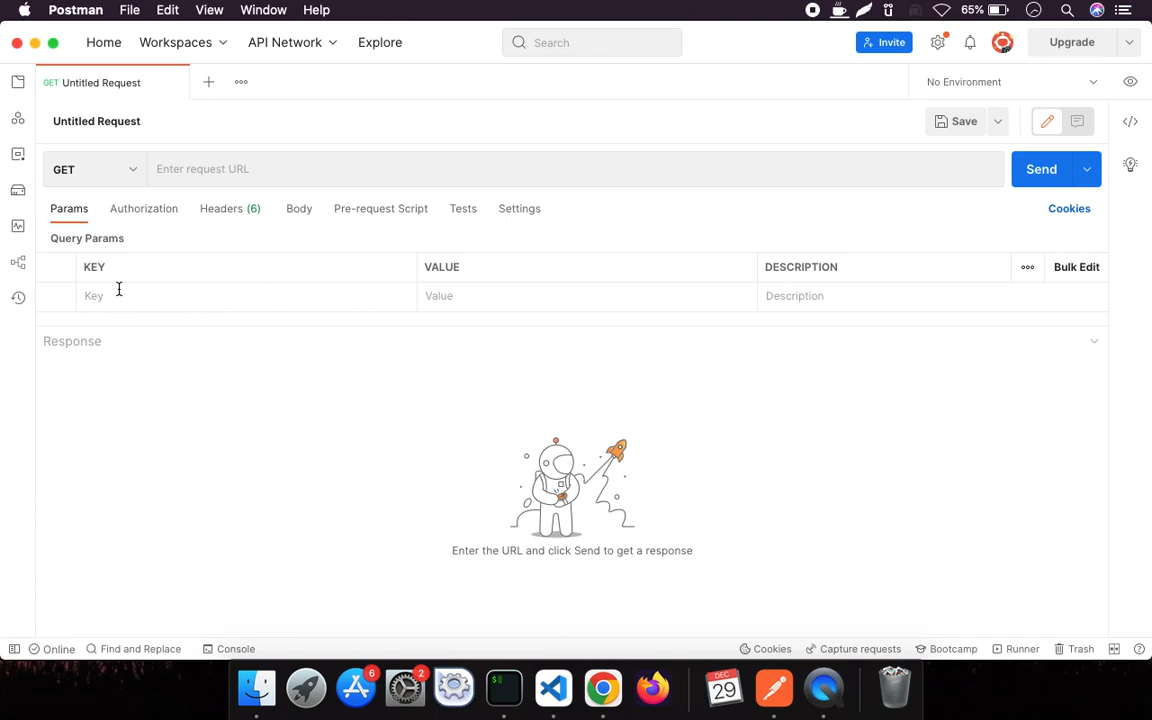 Postman File Edit View Window Help 65%
Home Workspaces API Network Explore Search Invite Upgrade
GET Untitled Request No Environment
Untitled Request Save
GET Enter request URL Send
Params Authorization Headers (6) Body Pre-request Script Tests Settings Cookies
Query Params
KEY VALUE DESCRIPTION Bulk Edit
Key Value Description
Response
Enter the URL and click Send to get a response
Online Find and Replace Console Cookies Capture requests Bootcamp Runner Trash
6 2 $ DEC
29